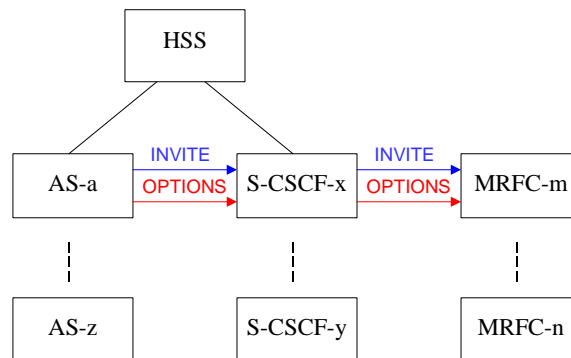 HSS
INVITE
INVITE
AS-a
S-CSCF-x
MRFC-m
OPTIONS
OPTIONS
AS-z
S-CSCF-y
MRFC-n